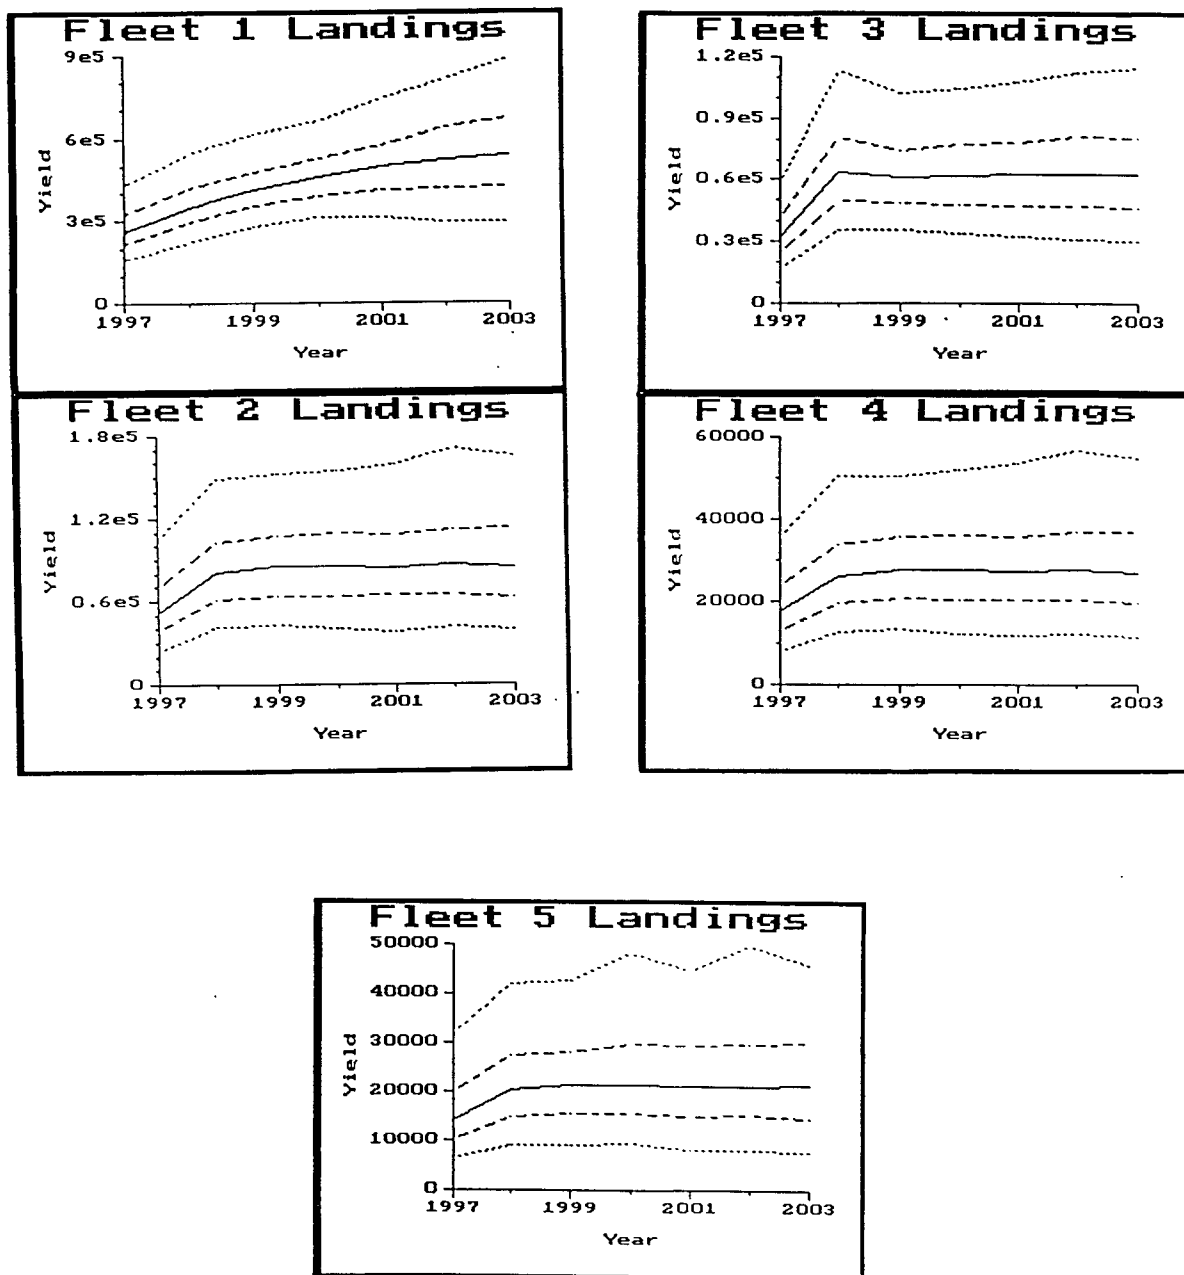 Fleet 1 Landings
9e5
6e5
3e5
0
Yield
1997 1999 2001 2003
Year
Fleet 3 Landings
1.2e5
0.9e5
0.6e5
0.3e5
0
Yield
1997 1999 2001 2003
Year
Fleet 2 Landings
1.8e5
1.2e5
0.6e5
0
Yield
1997 1999 2001 2003
Year
Fleet 4 Landings
60000
40000
20000
0
Yield
1997 1999 2001 2003
Year
Fleet 5 Landings
50000
40000
30000
20000
10000
0
Yield
1997 1999 2001 2003
Year